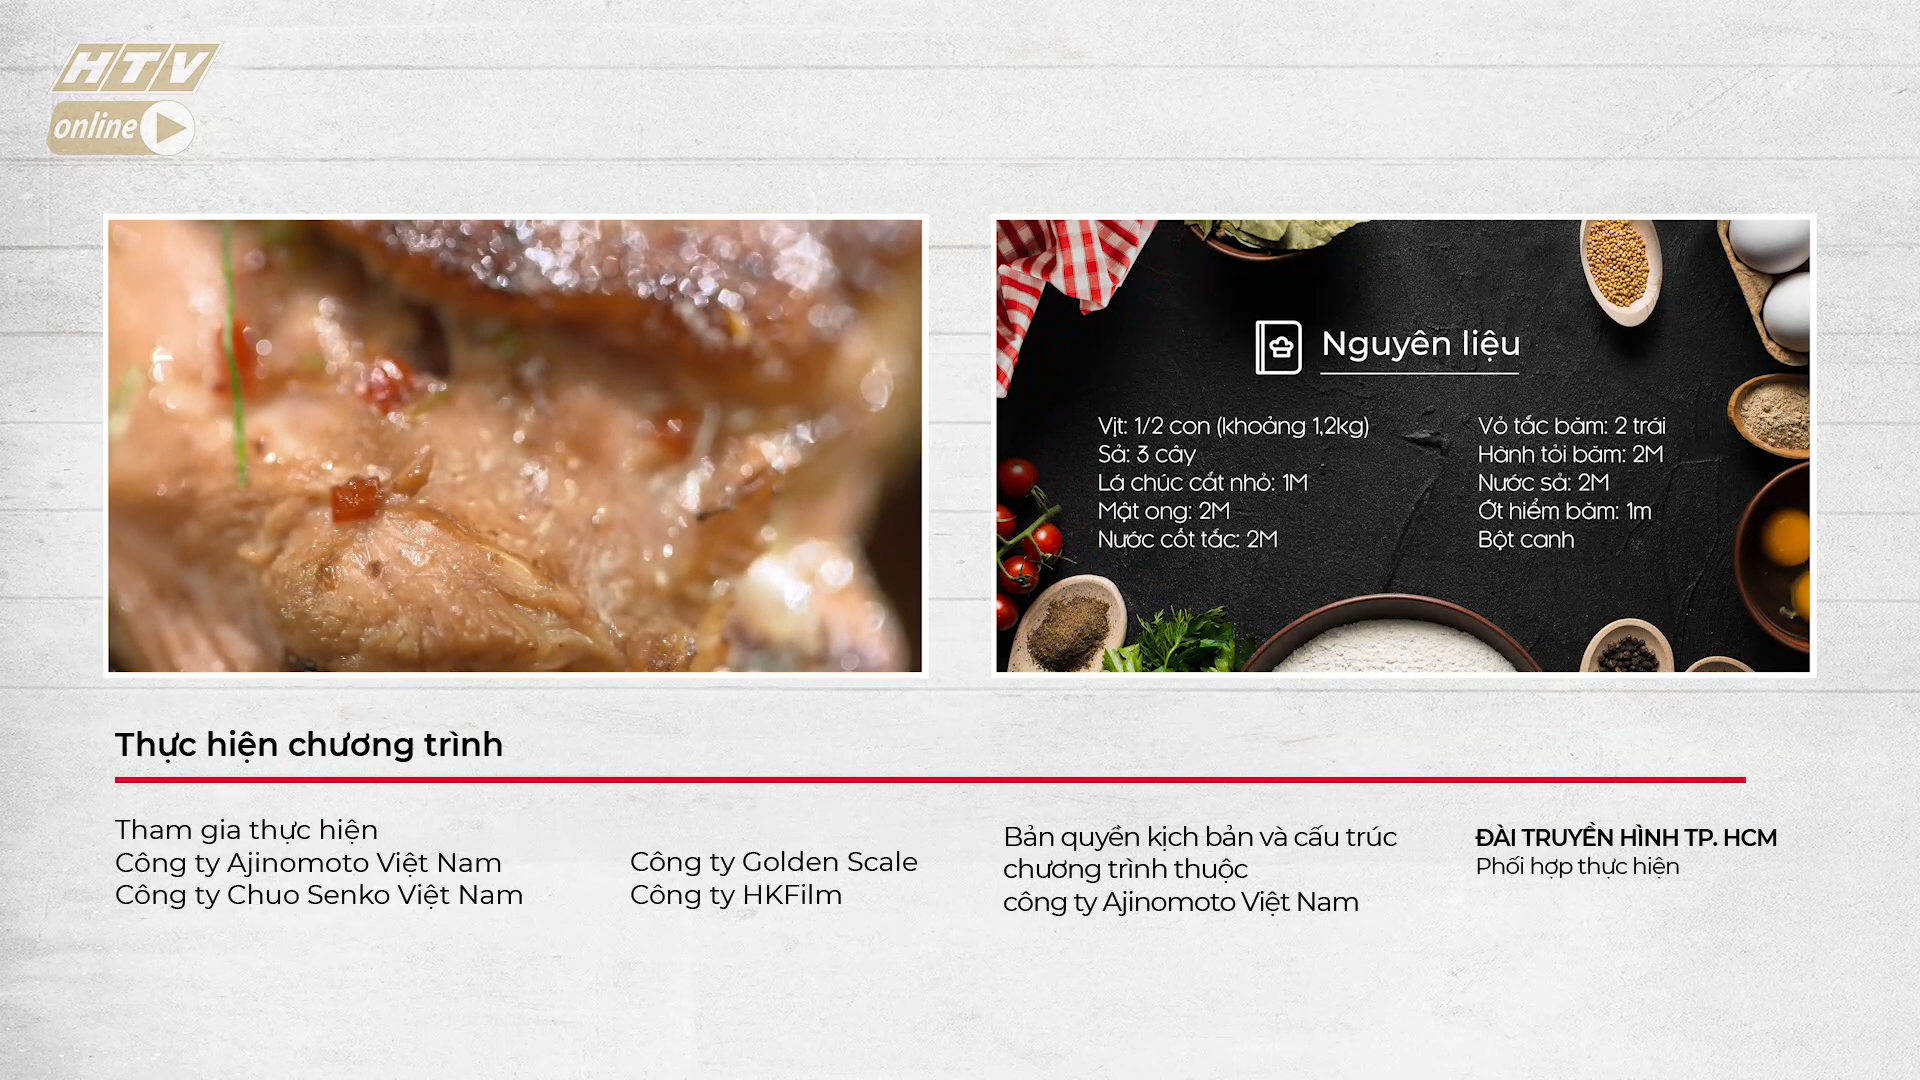 HTV
online
Nguyên liệu
Vịt: 1/2 con (khoảng 1,2kg)
Sả: 3 cây
Lá chúc cắt nhỏ: 1M
Mật ong: 2M
Nước cốt tắc: 2M
Vỏ tắc băm: 2 trái
Hành tỏi băm: 2M
Nước sả: 2M
Ớt hiểm băm: 1m
Bột canh
Thực hiện chương trình
Tham gia thực hiện
Công ty Ajinomoto Việt Nam
Công ty Chuo Senko Việt Nam
Công ty Golden Scale
Công ty HKFilm
Bản quyền kịch bản và cấu trúc
chương trình thuộc
công ty Ajinomoto Việt Nam
ĐÀI TRUYỀN HÌNH TP. HCM
Phối hợp thực hiện